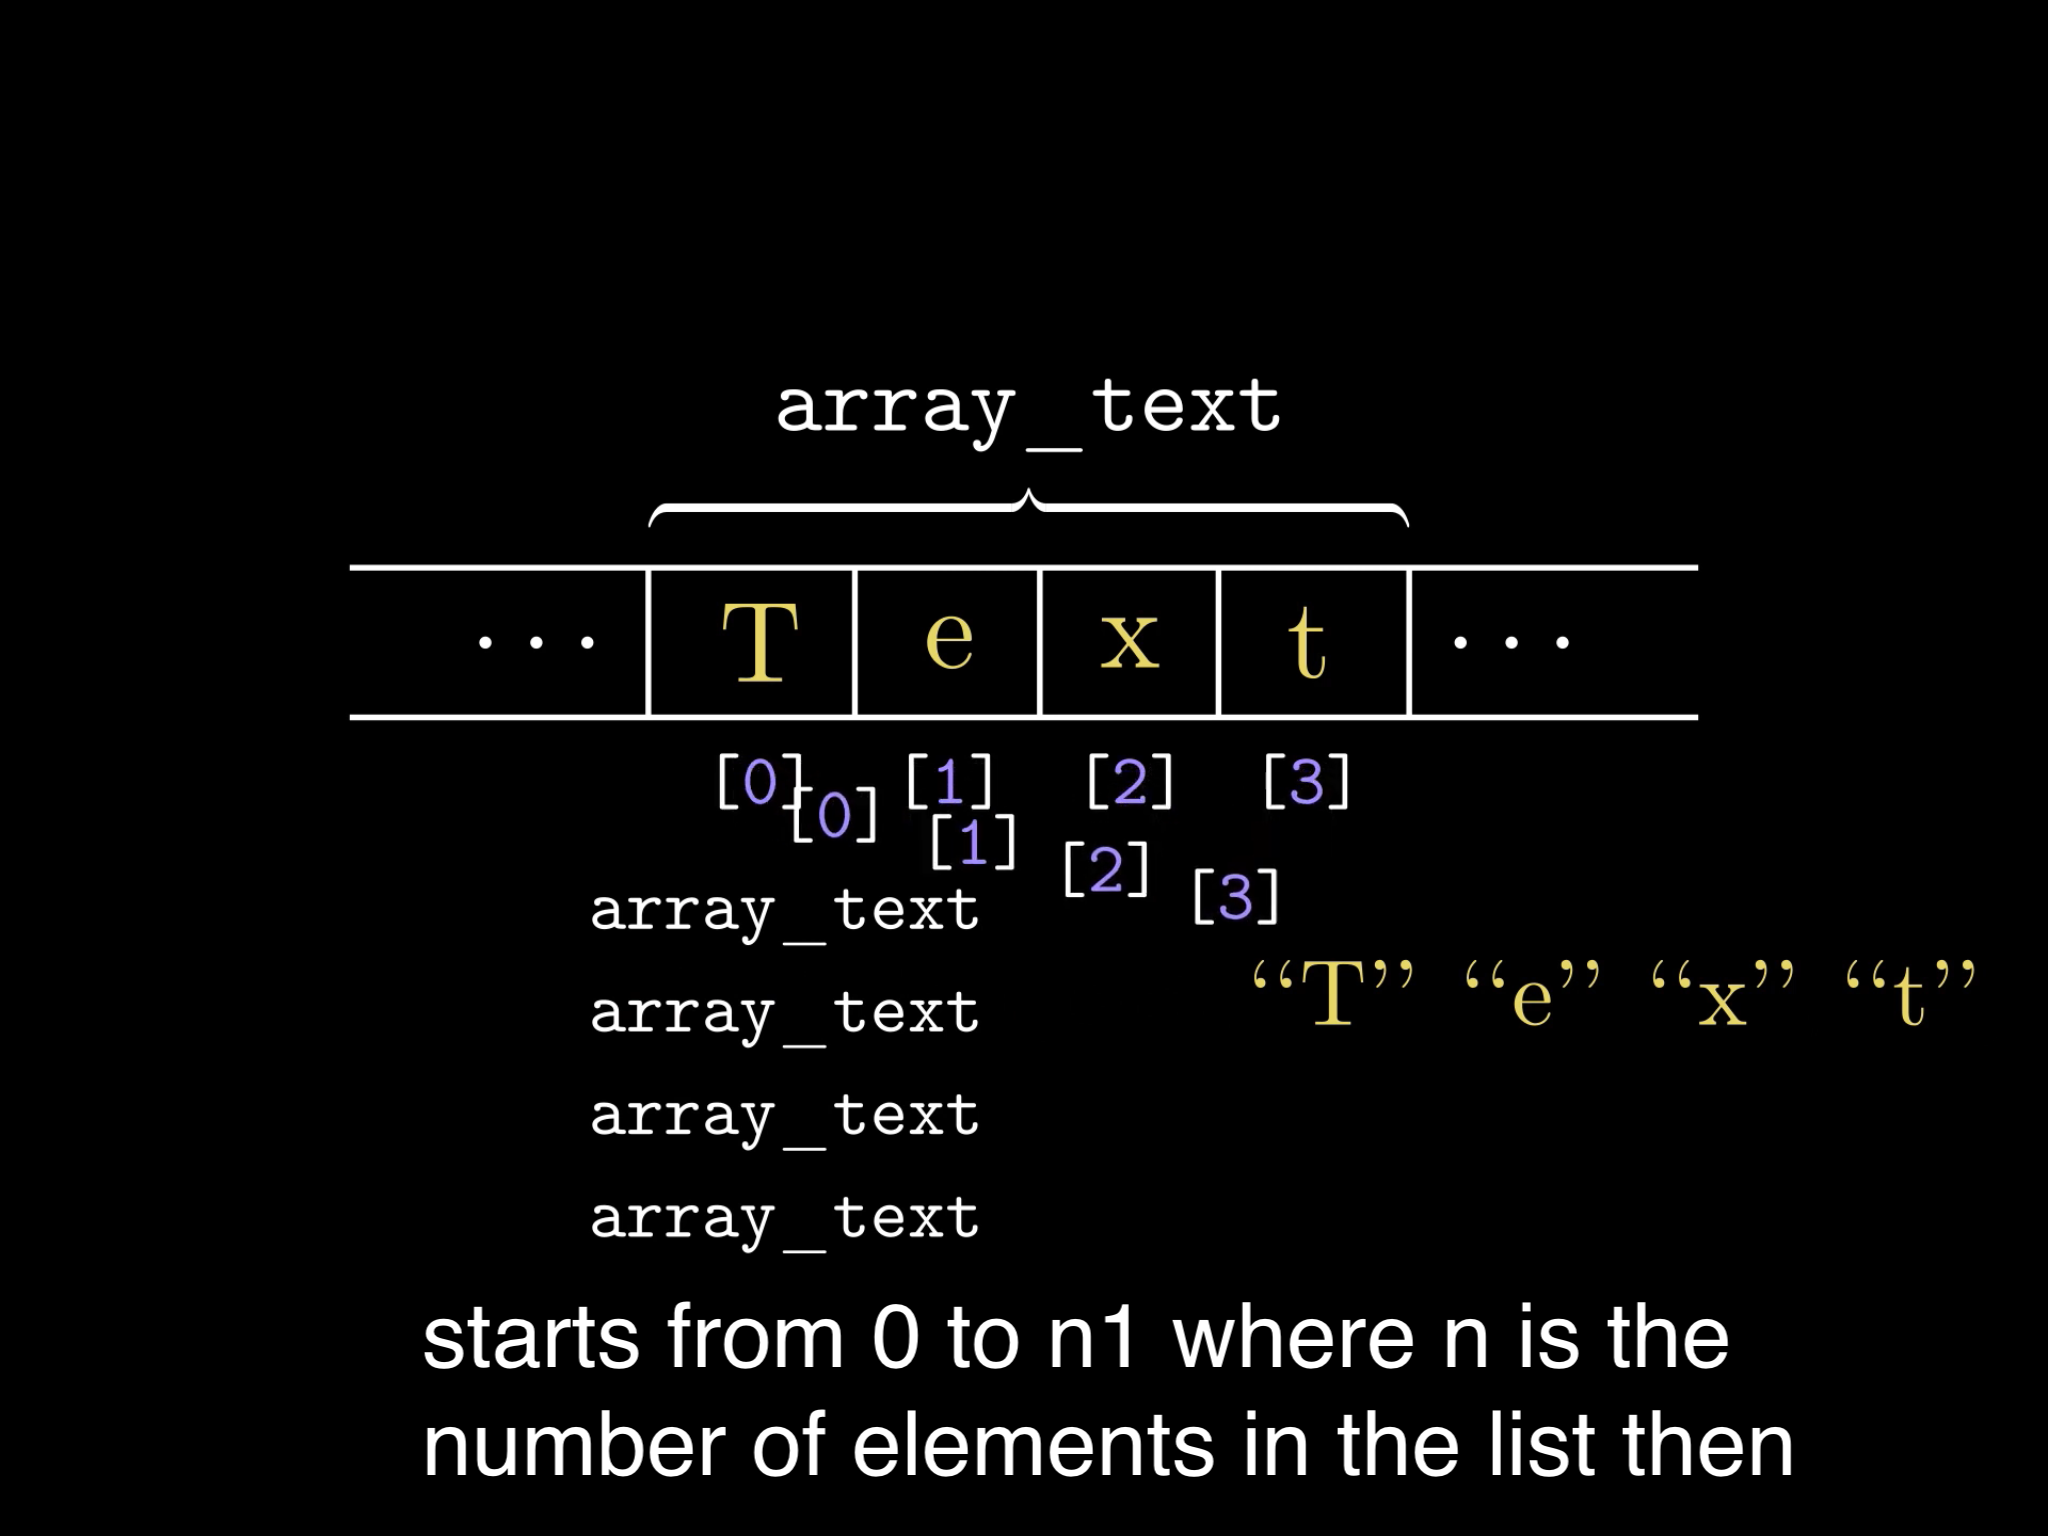 array_text
... T e x t ...
[0] [1] [2] [3]
[0]
[1]
[2]
[3]
array_text
“T” “e” “x” “t”
array_text
array_text
array_text
starts from 0 to n1 where n is the
number of elements in the list then